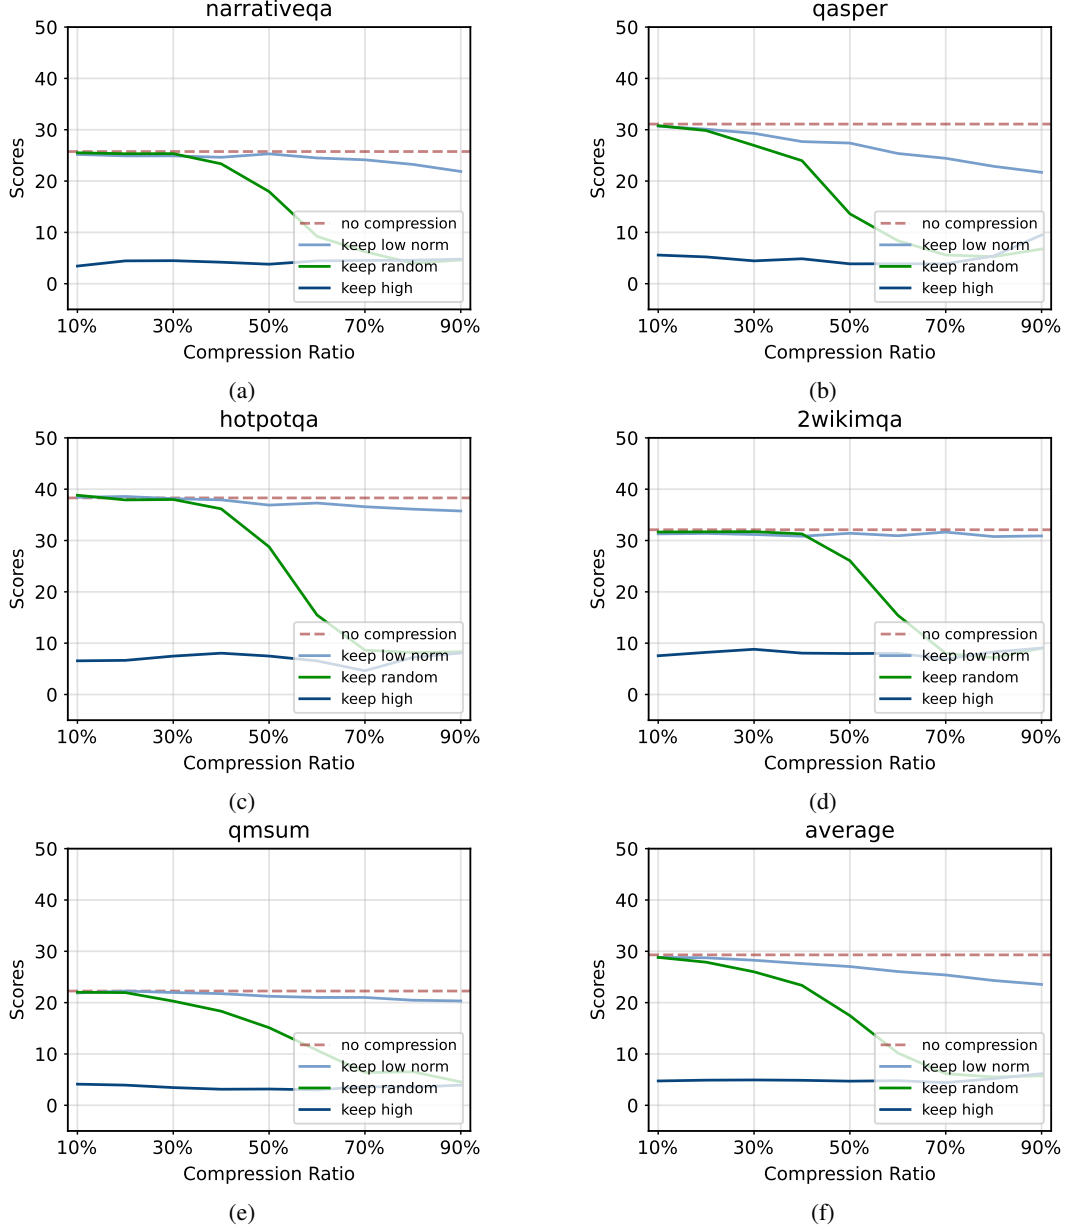 narrativeqa
50
40
30
20
10
0
Scores
no compression
keep low norm
keep random
keep high
10% 30% 50% 70% 90%
Compression Ratio
(a)
qasper
50
40
30
20
10
0
Scores
no compression
keep low norm
keep random
keep high
10% 30% 50% 70% 90%
Compression Ratio
(b)
hotpotqa
50
40
30
20
10
0
Scores
no compression
keep low norm
keep random
keep high
10% 30% 50% 70% 90%
Compression Ratio
(c)
2wikimqa
50
40
30
20
10
0
Scores
no compression
keep low norm
keep random
keep high
10% 30% 50% 70% 90%
Compression Ratio
(d)
qmsum
50
40
30
20
10
0
Scores
no compression
keep low norm
keep random
keep high
10% 30% 50% 70% 90%
Compression Ratio
(e)
average
50
40
30
20
10
0
Scores
no compression
keep low norm
keep random
keep high
10% 30% 50% 70% 90%
Compression Ratio
(f)